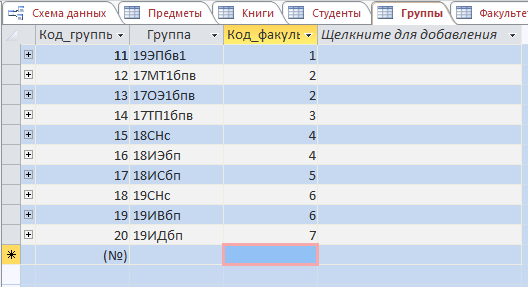 Схема данных Предметы Книги Студенты Группы Факульте
Код_группы Группа Код_факуль Щелкните для добавления
11 19ЭПбв1 1
12 17МТ1бпв 2
13 17ОЭ1бпв 2
14 17ТП1бпв 3
15 18СНс 4
16 18ИЭбп 4
17 18ИСбп 5
18 19СНс 6
19 19ИВбп 6
20 19ИДбп 7
(№)